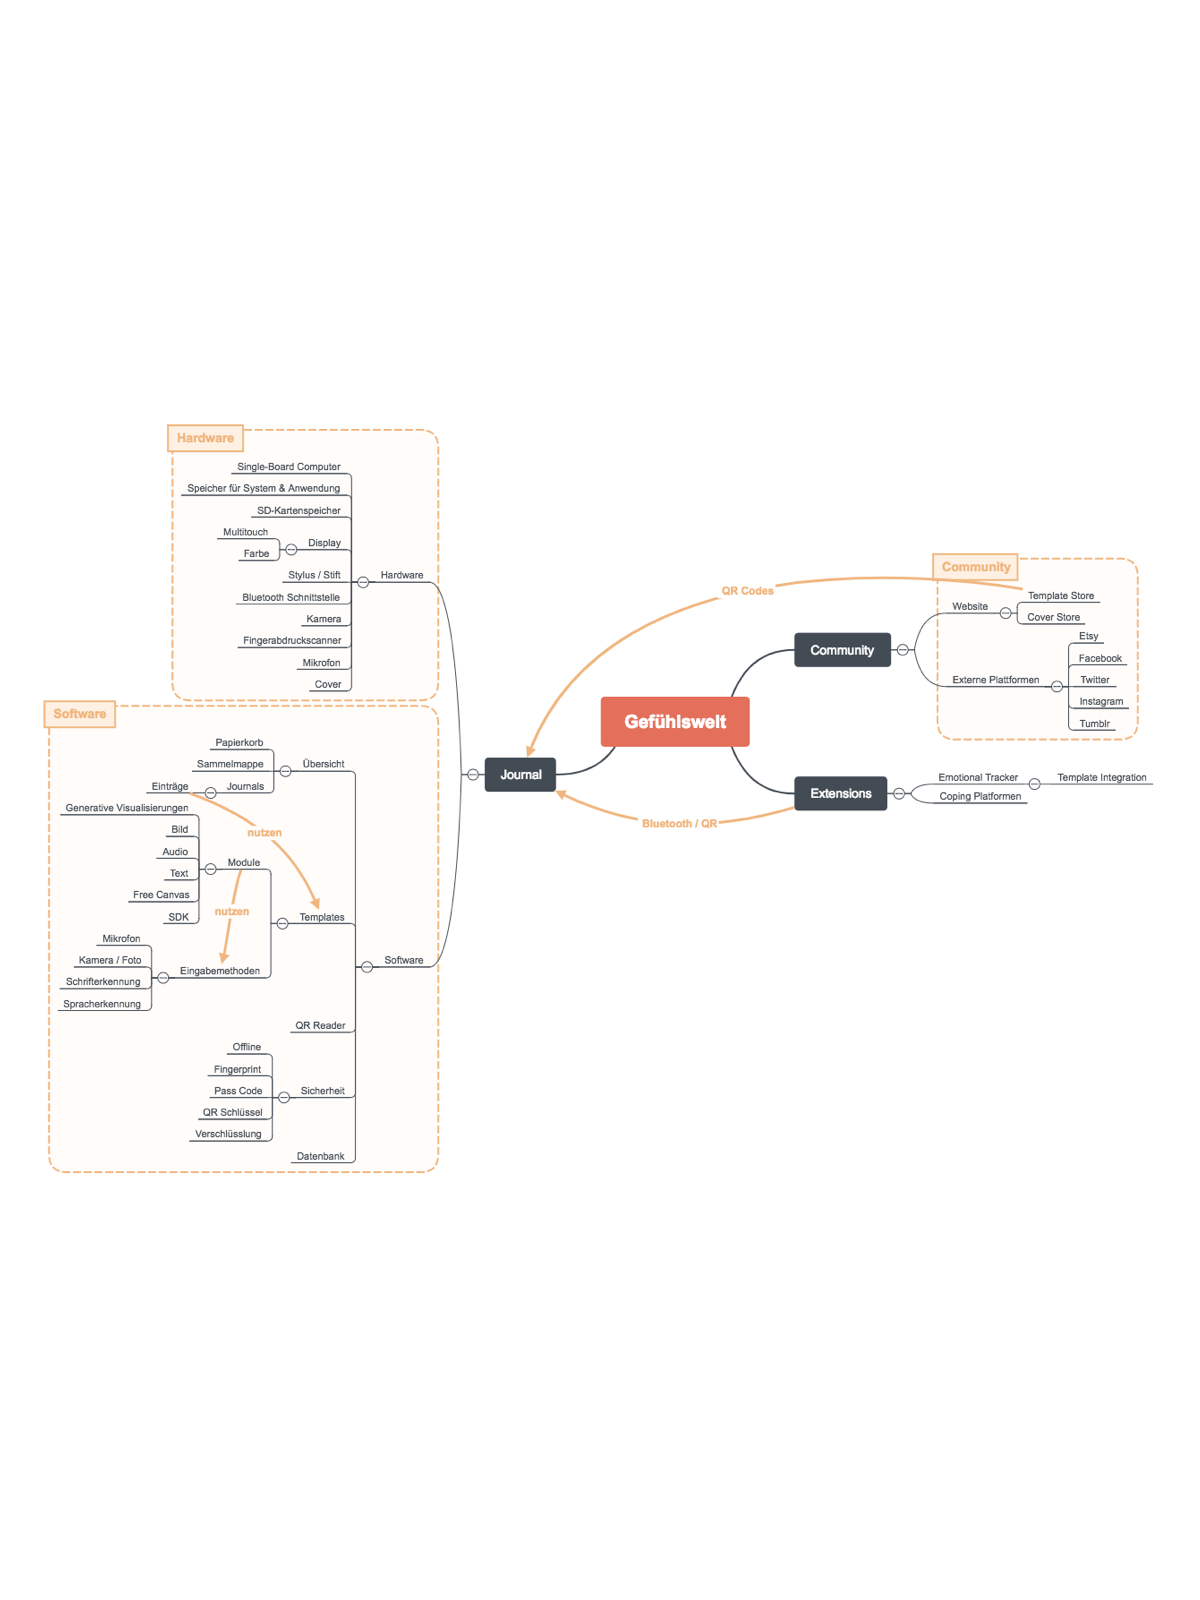 Hardware
Single-Board Computer
Speicher für System & Anwendung
SD-Kartenspeicher
Multitouch
Farbe
Display
Stylus / Stift
Hardware
Bluetooth Schnittstelle
Kamera
Fingerabdruckscanner
Mikrofon
Cover
Software
Papierkorb
Sammelmappe
Übersicht
Einträge
Journals
Generative Visualisierungen
nutzen
Bild
Audio
Module
Text
Free Canvas
SDK
nutzen
Templates
Mikrofon
Kamera / Foto
Eingabemethoden
Schrifterkennung
Spracherkennung
Software
QR Reader
Offline
Fingerprint
Pass Code
Sicherheit
QR Schlüssel
Verschlüsslung
Datenbank
Journal
Gefühlswelt
QR Codes
Bluetooth / QR
Community
Community
Website
Template Store
Cover Store
Externe Plattformen
Etsy
Facebook
Twitter
Instagram
Tumblr
Extensions
Emotional Tracker
Template Integration
Coping Platformen